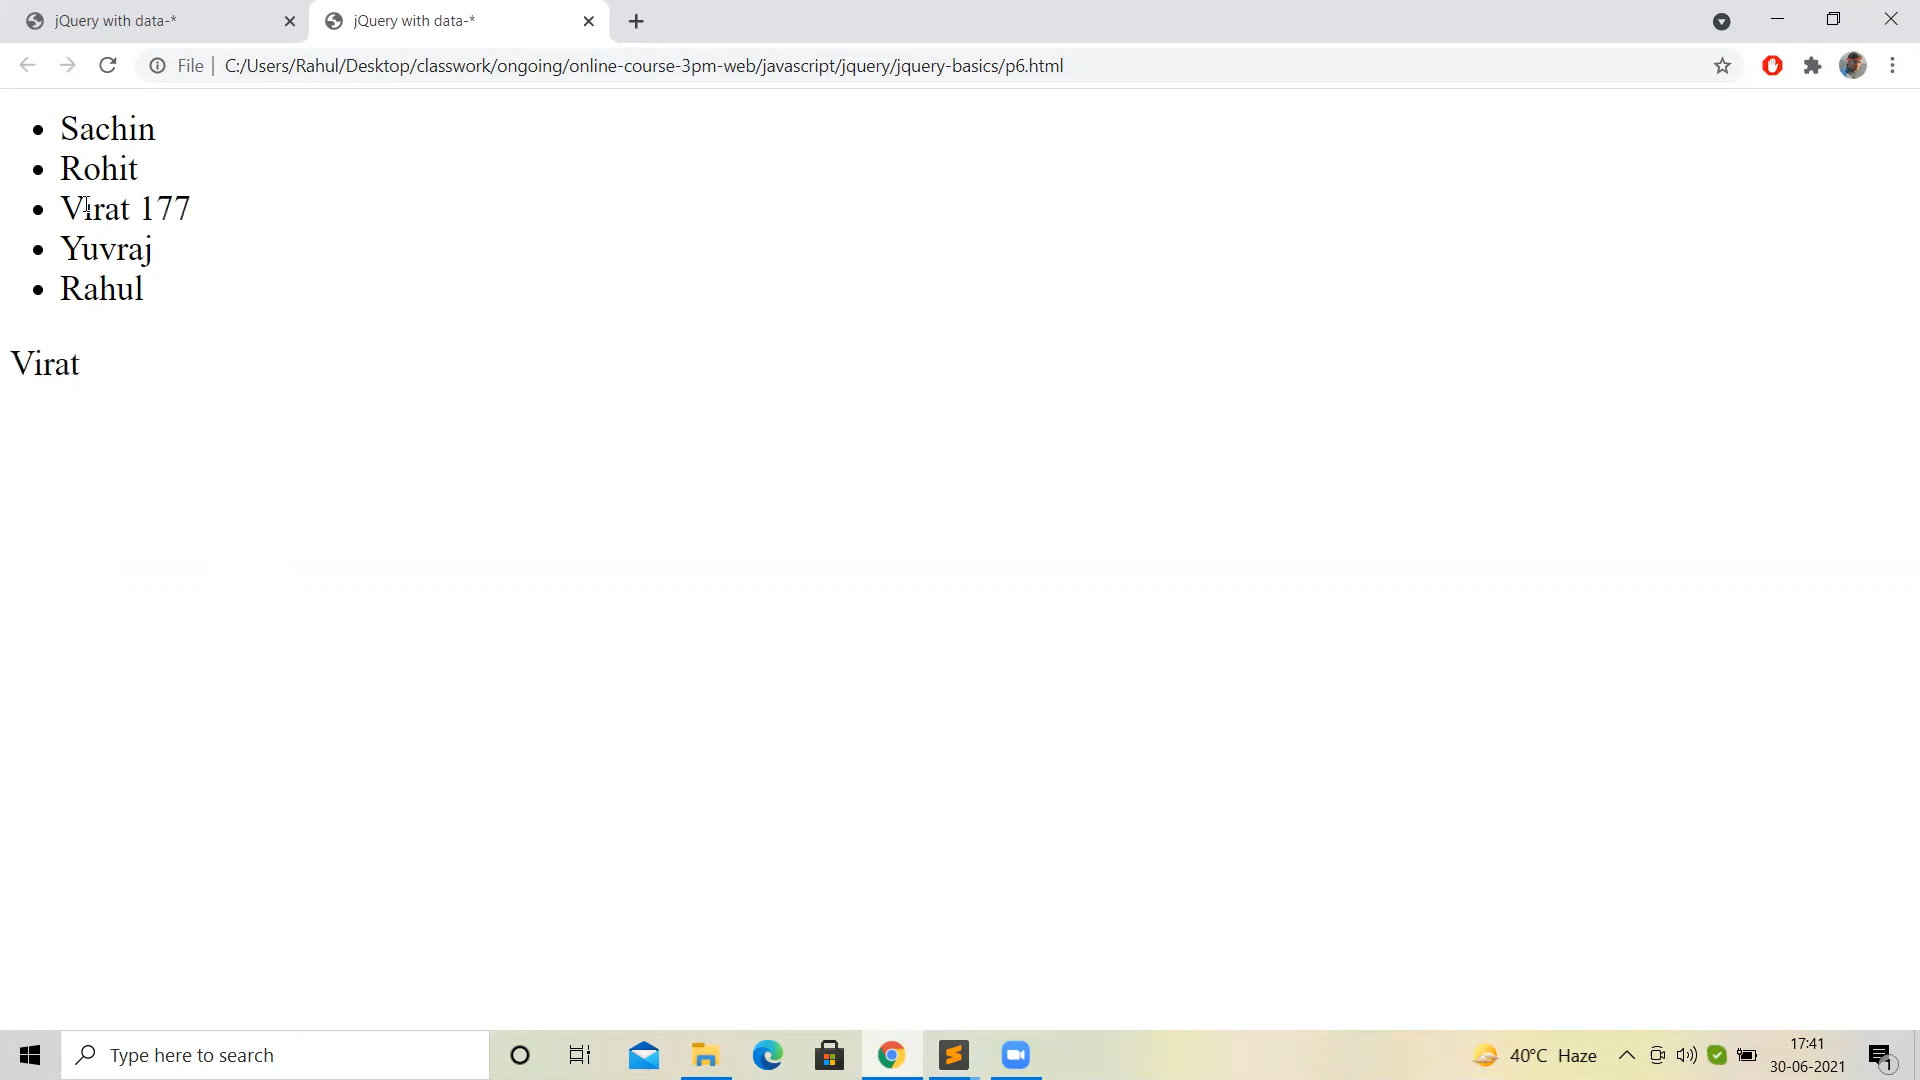 jQuery with data-*
jQuery with data-*
File | C:/Users/Rahul/Desktop/classwork/ongoing/online-course-3pm-web/javascript/jquery/jquery-basics/p6.html
Sachin
Rohit
Virat 177
Yuvraj
Rahul
Virat
Type here to search
40°C Haze
17:41
30-06-2021
1